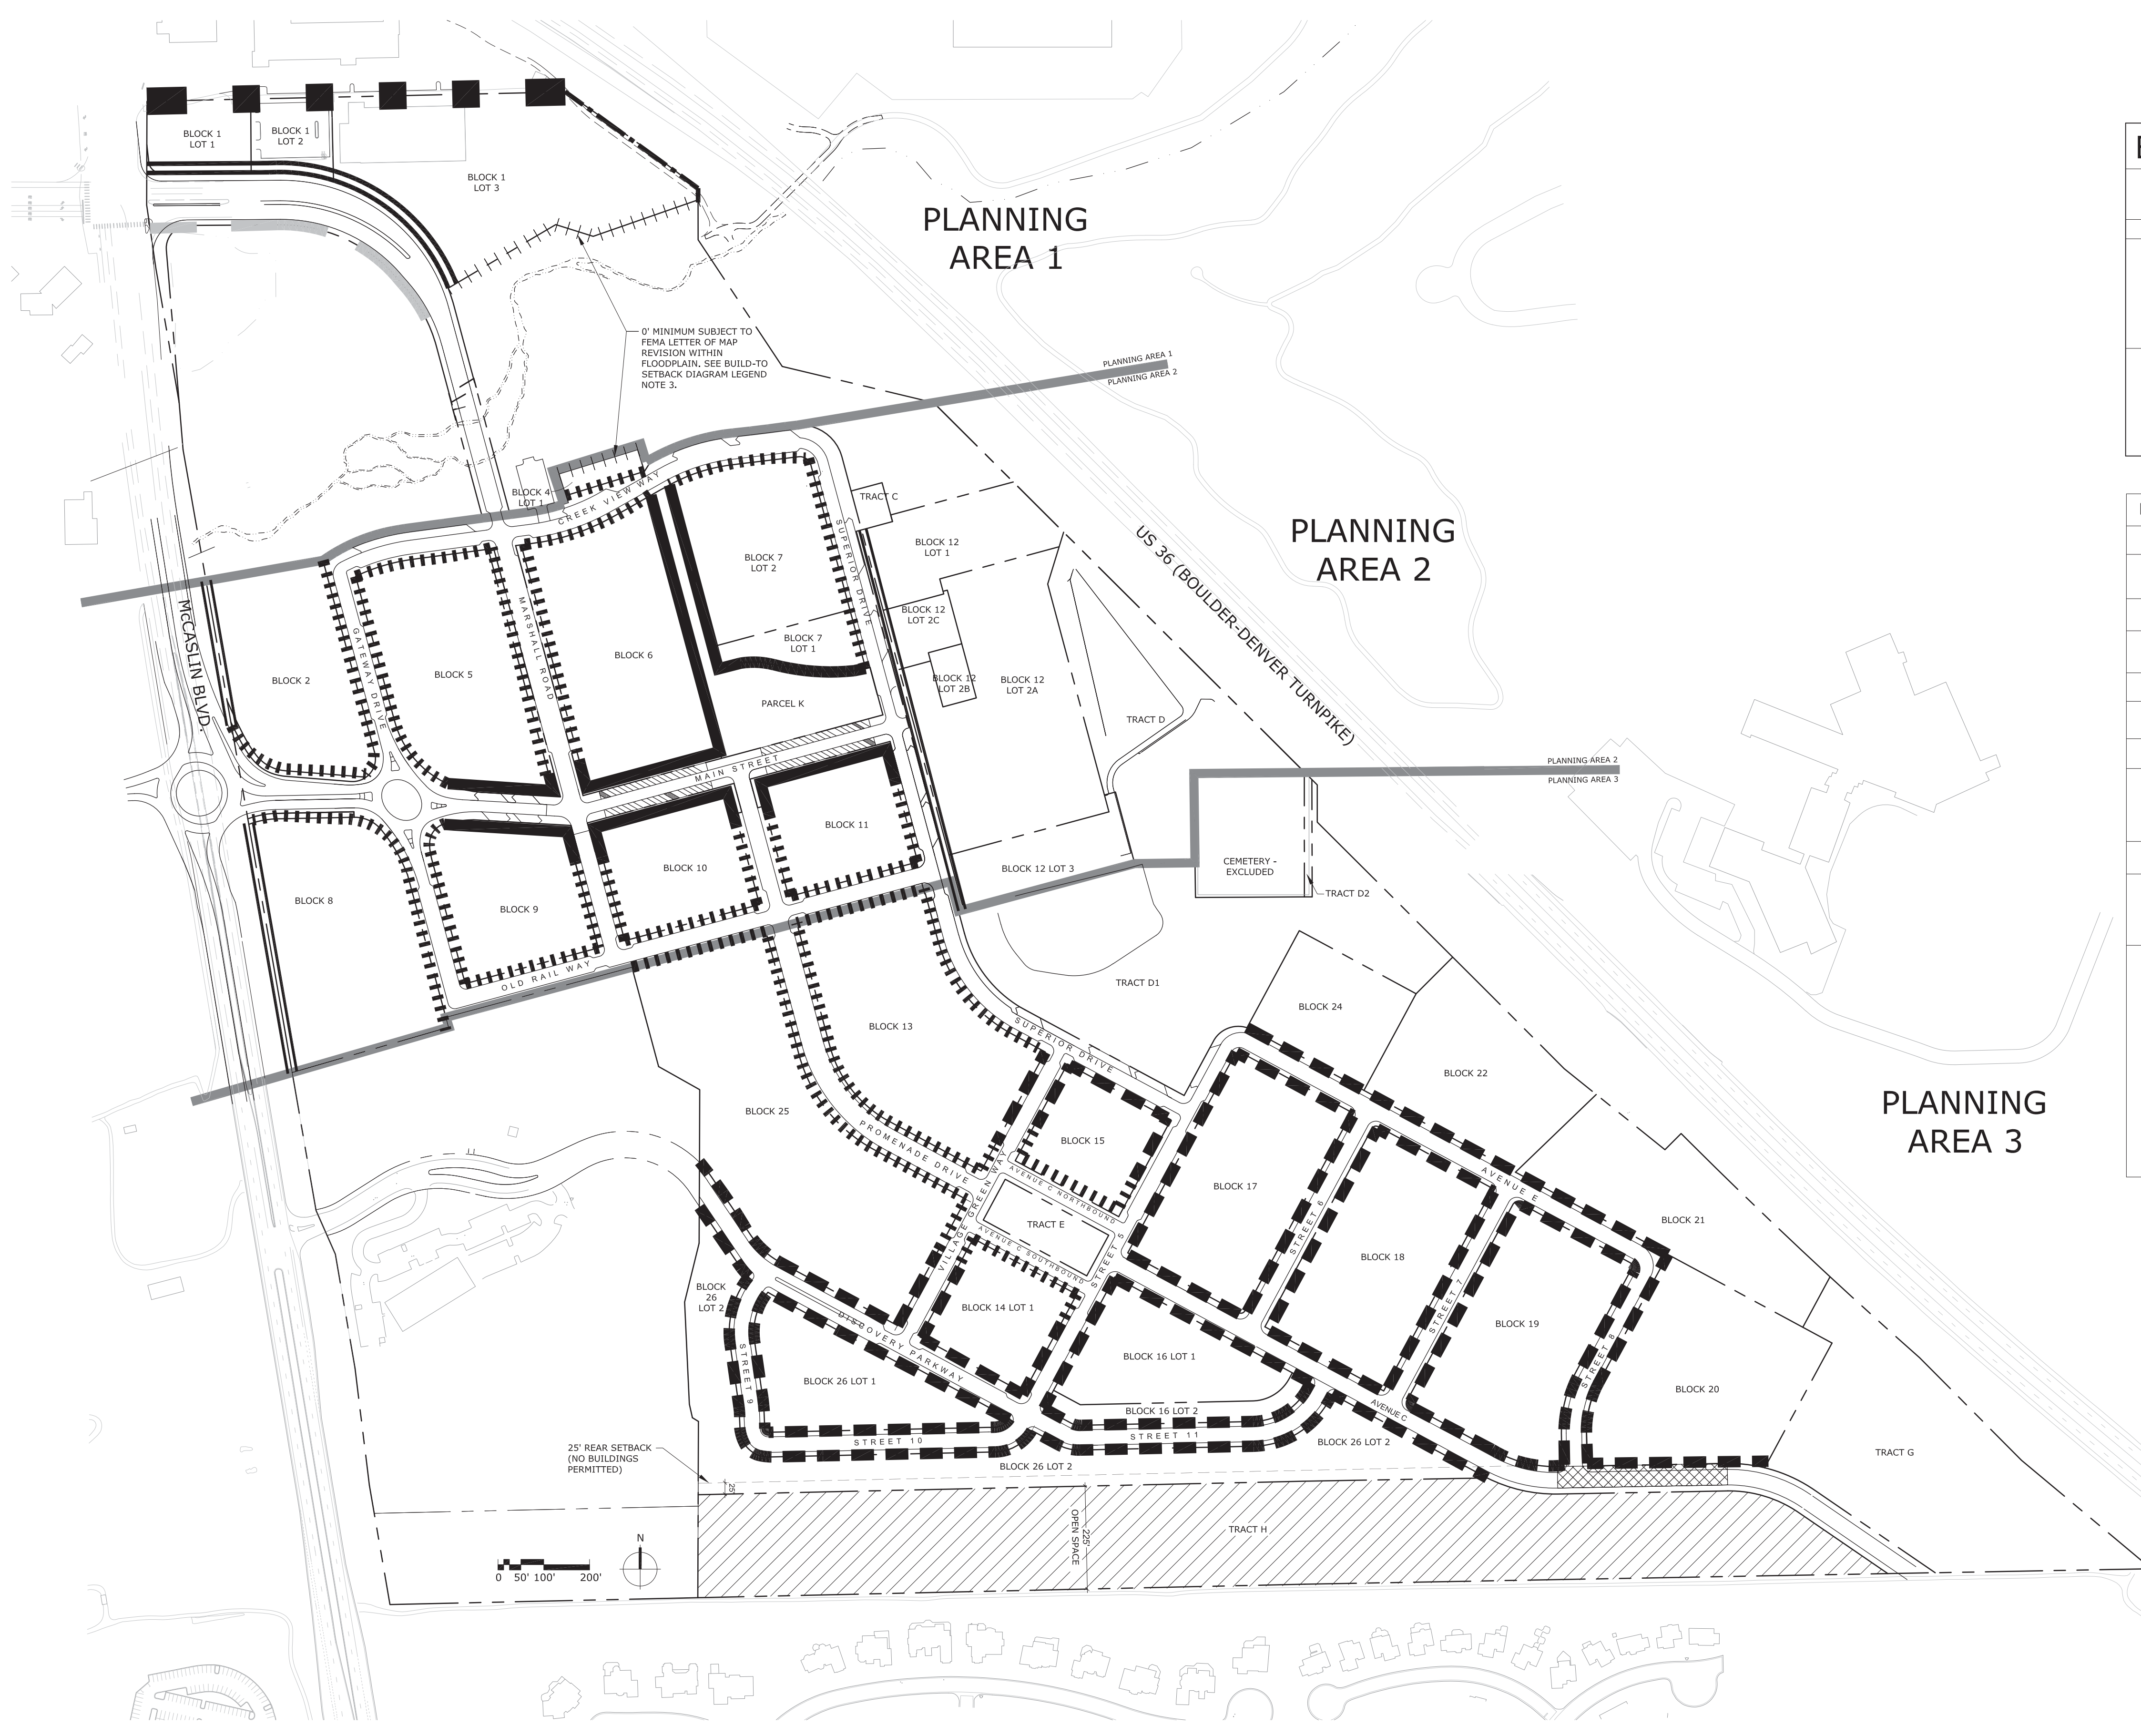 BLOCK 1
LOT 1
BLOCK 1
LOT 2
BLOCK 1
LOT 3
PLANNING
AREA 1
0' MINIMUM SUBJECT TO
FEMA LETTER OF MAP
REVISION WITHIN
FLOODPLAIN. SEE BUILD-TO
SETBACK DIAGRAM LEGEND
NOTE 3.
PLANNING AREA 1
PLANNING AREA 2
BLOCK 4
LOT 1
CREEK VIEW WAY
TRACT C
SUPERIOR DRIVE
PLANNING
AREA 2
US 36 (BOULDER-DENVER TURNPIKE)
BLOCK 12
LOT 1
BLOCK 7
LOT 2
BLOCK 12
LOT 2C
McCASLIN BLVD.
GATEWAY DRIVE
MARSHALL ROAD
BLOCK 7
LOT 1
BLOCK 2
BLOCK 5
BLOCK 6
BLOCK 12
LOT 2B
BLOCK 12
LOT 2A
PARCEL K
TRACT D
MAIN STREET
PLANNING AREA 2
PLANNING AREA 3
BLOCK 11
BLOCK 10
BLOCK 12 LOT 3
CEMETERY -
EXCLUDED
TRACT D2
BLOCK 8
BLOCK 9
OLD RAIL WAY
TRACT D1
BLOCK 24
BLOCK 13
SUPERIOR DRIVE
BLOCK 22
PLANNING
AREA 3
BLOCK 25
PROMENADE DRIVE
BLOCK 15
VILLAGE GREEN WAY
AVENUE C NORTHBOUND
BLOCK 17
AVENUE E
TRACT E
AVENUE C SOUTHBOUND
STREET 5
STREET 6
BLOCK 21
BLOCK 18
BLOCK
26
LOT 2
BLOCK 14 LOT 1
STREET 7
BLOCK 19
DISCOVERY PARKWAY
BLOCK 16 LOT 1
STREET 8
STREET 9
BLOCK 26 LOT 1
BLOCK 20
AVENUE C
BLOCK 16 LOT 2
STREET 10
STREET 11
BLOCK 26 LOT 2
TRACT G
25' REAR SETBACK
(NO BUILDINGS
PERMITTED)
BLOCK 26 LOT 2
25'
225'
OPEN SPACE
TRACT H
N
0 50' 100' 200'